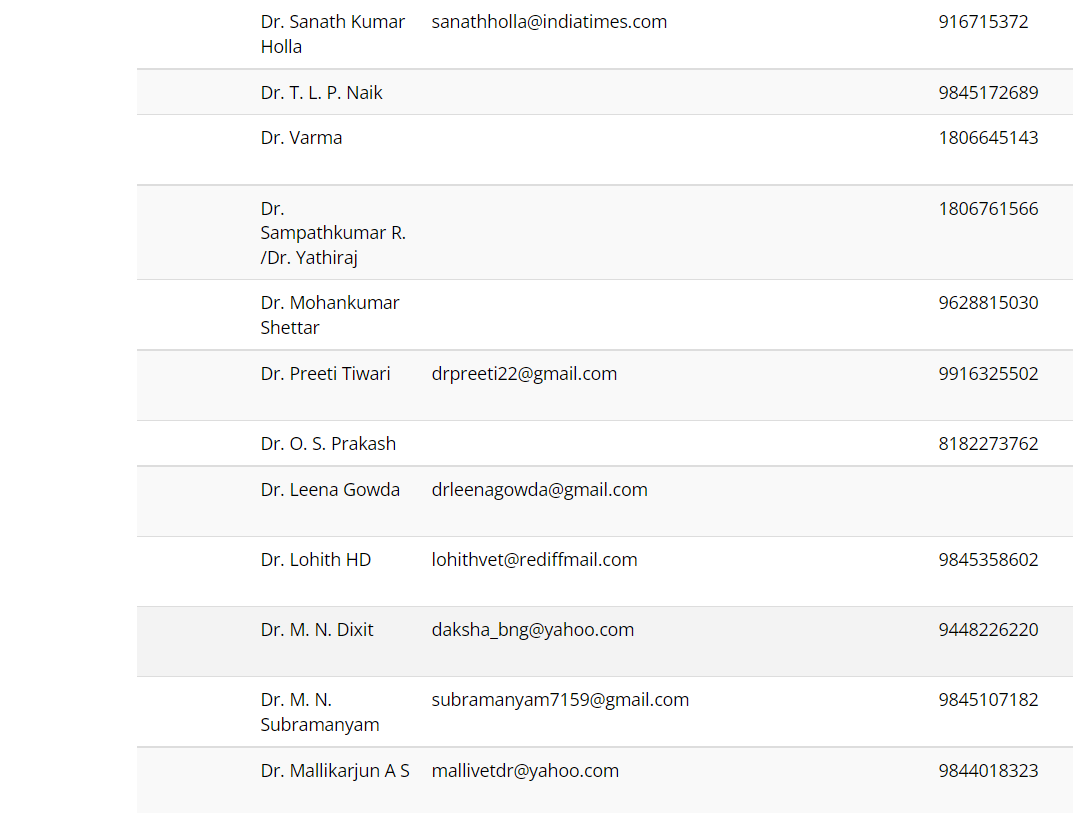 Dr. Sanath Kumar sanathholla@indiatimes.com 916715372
Holla
Dr. T. L. P. Naik 9845172689
Dr. Varma 1806645143
Dr. 1806761566
Sampathkumar R.
/Dr. Yathiraj
Dr. Mohankumar 9628815030
Shettar
Dr. Preeti Tiwari drpreeti22@gmail.com 9916325502
Dr. O. S. Prakash 8182273762
Dr. Leena Gowda drleenagowda@gmail.com
Dr. Lohith HD lohithvet@rediffmail.com 9845358602
Dr. M. N. Dixit daksha_bng@yahoo.com 9448226220
Dr. M. N. subramanyam7159@gmail.com 9845107182
Subramanyam
Dr. Mallikarjun A S mallivetdr@yahoo.com 9844018323